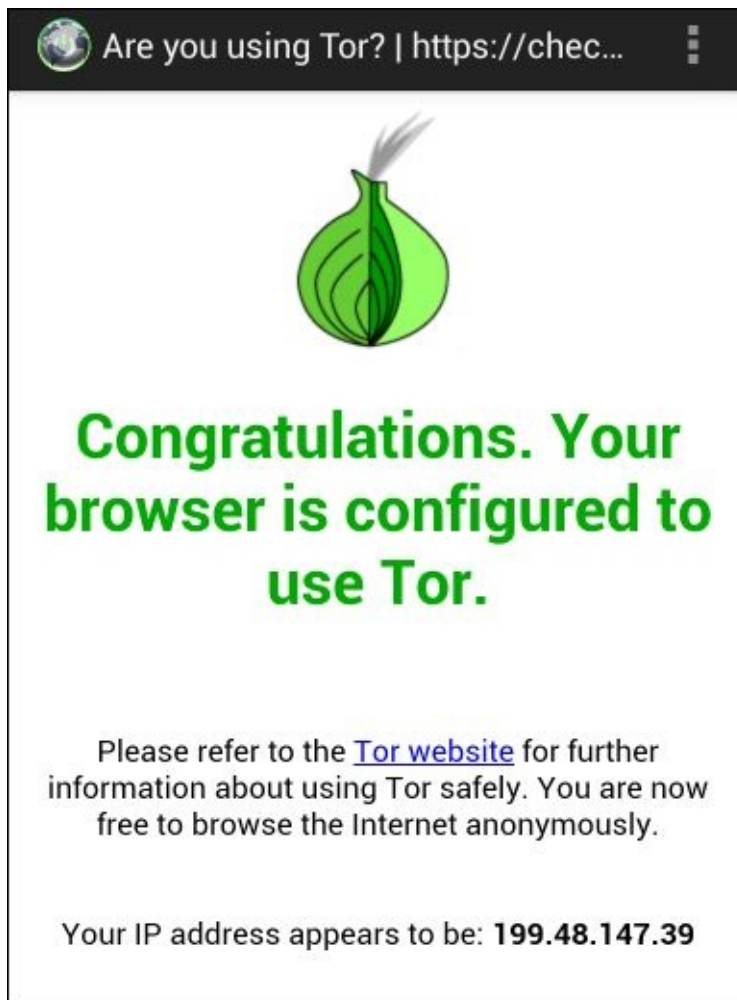 Are you using Tor? | https://chec...
Congratulations. Your
browser is configured to
use Tor.
Please refer to the Tor website for further
information about using Tor safely. You are now
free to browse the Internet anonymously.
Your IP address appears to be: 199.48.147.39